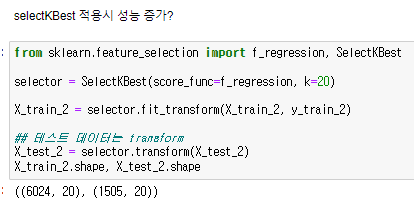 selectKBest 적용시 성능 증가?
: from sklearn.feature_selection import f_regression, SelectKBest
selector = SelectKBest(score_func=f_regression, k=20)
X_train_2 = selector.fit_transform(X_train_2, y_train_2)
## 테스트 데이터는 transform
X_test_2 = selector.transform(X_test_2)
X_train_2.shape, X_test_2.shape
: ((6024, 20), (1505, 20))